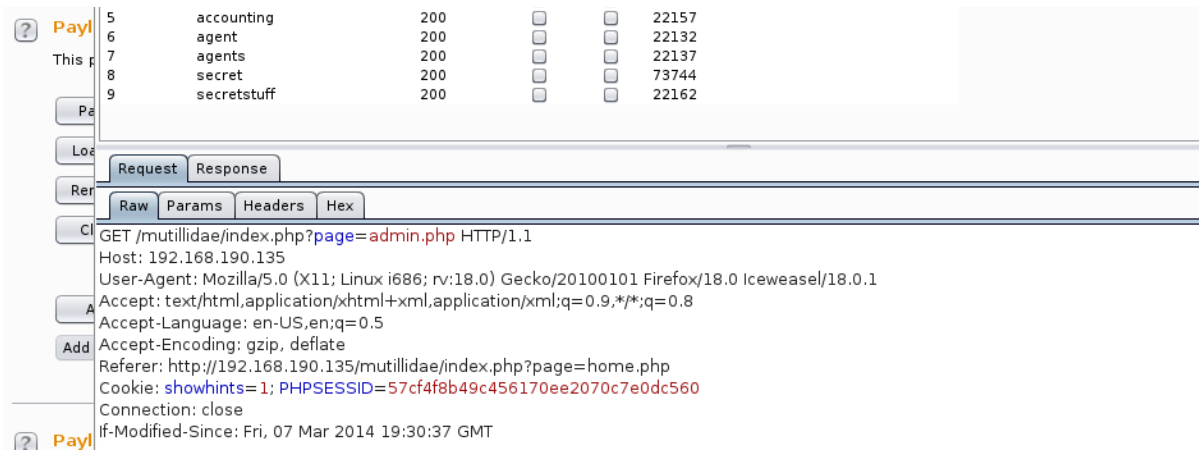 5 accounting 200 22157
6 agent 200 22132
7 agents 200 22137
8 secret 200 73744
9 secretstuff 200 22162
? Payl
This p
Pa
Loa
Rer
Cl
A
Add
Request Response
Raw Params Headers Hex
GET /mutillidae/index.php?page=admin.php HTTP/1.1
Host: 192.168.190.135
User-Agent: Mozilla/5.0 (X11; Linux i686; rv:18.0) Gecko/20100101 Firefox/18.0 Iceweasel/18.0.1
Accept: text/html,application/xhtml+xml,application/xml;q=0.9,*/*;q=0.8
Accept-Language: en-US,en;q=0.5
Accept-Encoding: gzip, deflate
Referer: http://192.168.190.135/mutillidae/index.php?page=home.php
Cookie: showhints=1; PHPSESSID=57cf4f8b49c456170ee2070c7e0dc560
Connection: close
If-Modified-Since: Fri, 07 Mar 2014 19:30:37 GMT
? Payl